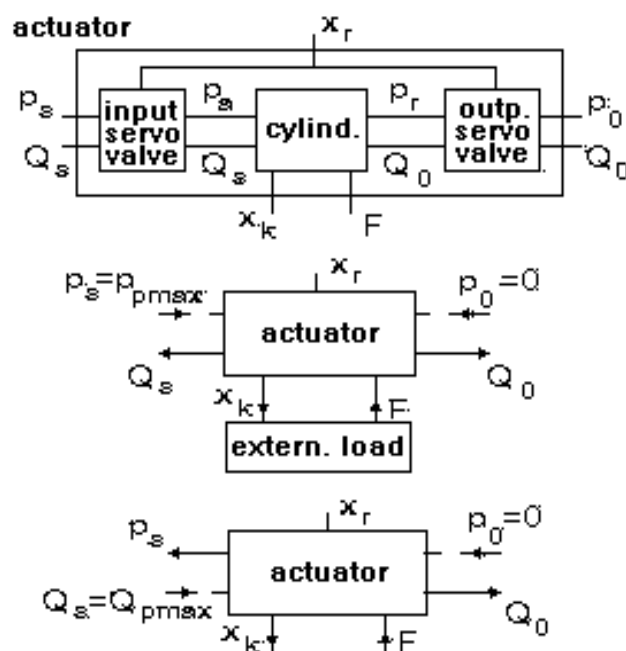 actuator
x_r
p_s input servo valve p_a cylind. p_r outp. servo valve p_0
Q_s Q_s Q_0 Q_0
x_k F
p_s=p_pmax x_r p_0=0
actuator
Q_s Q_0
x_k F
extern. load
p_s x_r p_0=0
actuator
Q_s=Q_pmax Q_0
x_k F